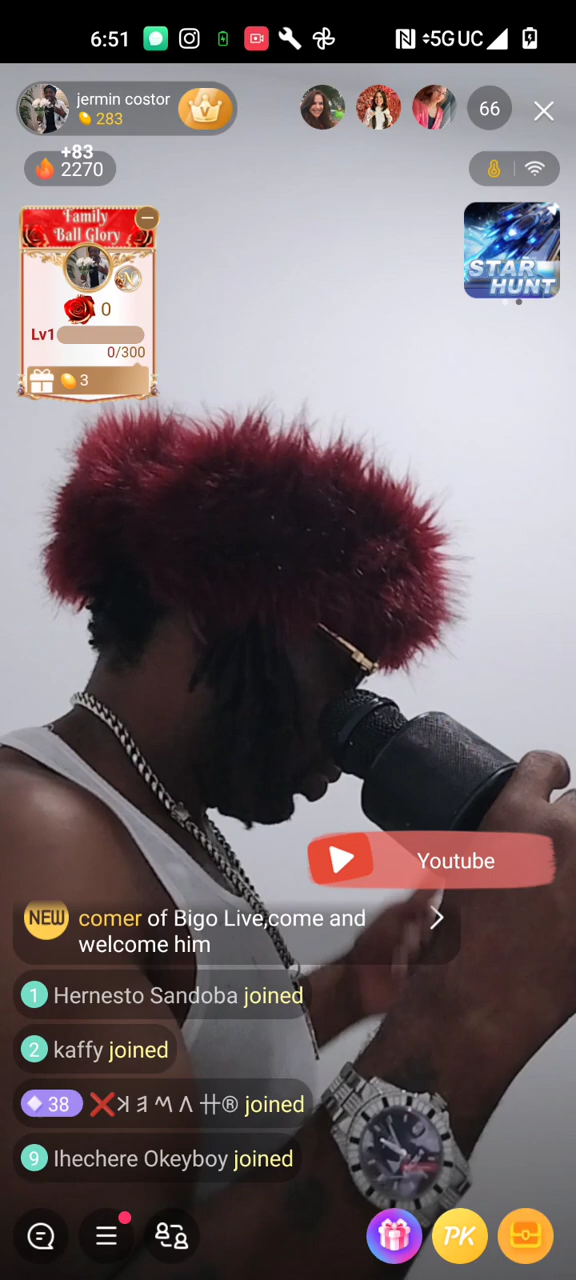 6:51
5G UC
jermin costor
283
V
66
+83
2270
Family
Ball Glory
N
0
Lv1
0/300
3
STAR
HUNT
Youtube
NEW comer of Bigo Live,come and
welcome him
1 Hernesto Sandoba joined
2 kaffy joined
38 joined
9 Ihechere Okeyboy joined
PK